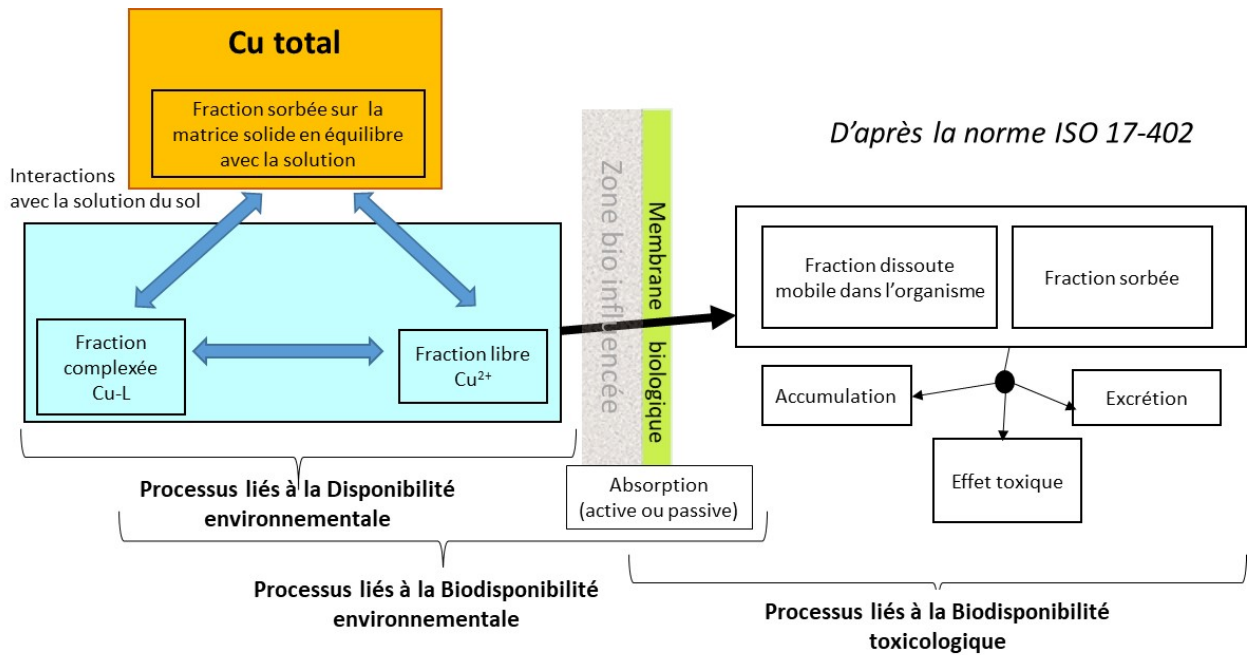 Cu total
Fraction sorbée sur la
matrice solide en équilibre
avec la solution
Interactions
avec la solution du sol
Fraction
complexée
Cu-L
Fraction libre
Cu²⁺
Zone bio influencée
Membrane biologique
Absorption
(active ou passive)
D’après la norme ISO 17-402
Fraction dissoute
mobile dans l’organisme
Fraction sorbée
Accumulation
Excrétion
Effet toxique
Processus liés à la Disponibilité
environnementale
Processus liés à la Biodisponibilité
environnementale
Processus liés à la Biodisponibilité
toxicologique